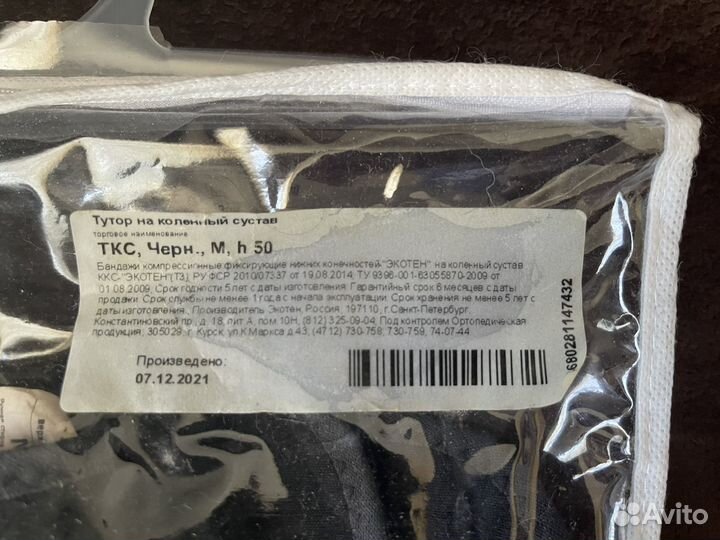 Тутор на коленный сустав
торговое наименование
ТКС, Черн., М, h 50
Бандажи компрессионные фиксирующие нижних конечностей-"ЭКОТЕН" на коленный сустав
ККС-"ЭКОТЕН"(Т3) РУ ФСР 2010/07337 от 19.08.2014, ТУ 9396-001-63055870-2009 от
01.08.2009, Срок годности 5 лет с даты изготовления. Гарантийный срок 6 месяцев с даты
продажи. Срок службы не менее 1 года с начала эксплуатации. Срок хранения не менее 5 лет с
даты изготовления., Производитель Экотен, Россия, 197110, г.Санкт-Петербург,
Константиновский пр., д. 18, лит А, пом 10Н, (812) 325-09-04, Под контролем Ортопедическая
продукция, 305029, г. Курск, ул.К.Маркса д.43, (4712) 730-758, 730-759, 74-07-44
Произведено:
07.12.2021
6802811474432
Avito